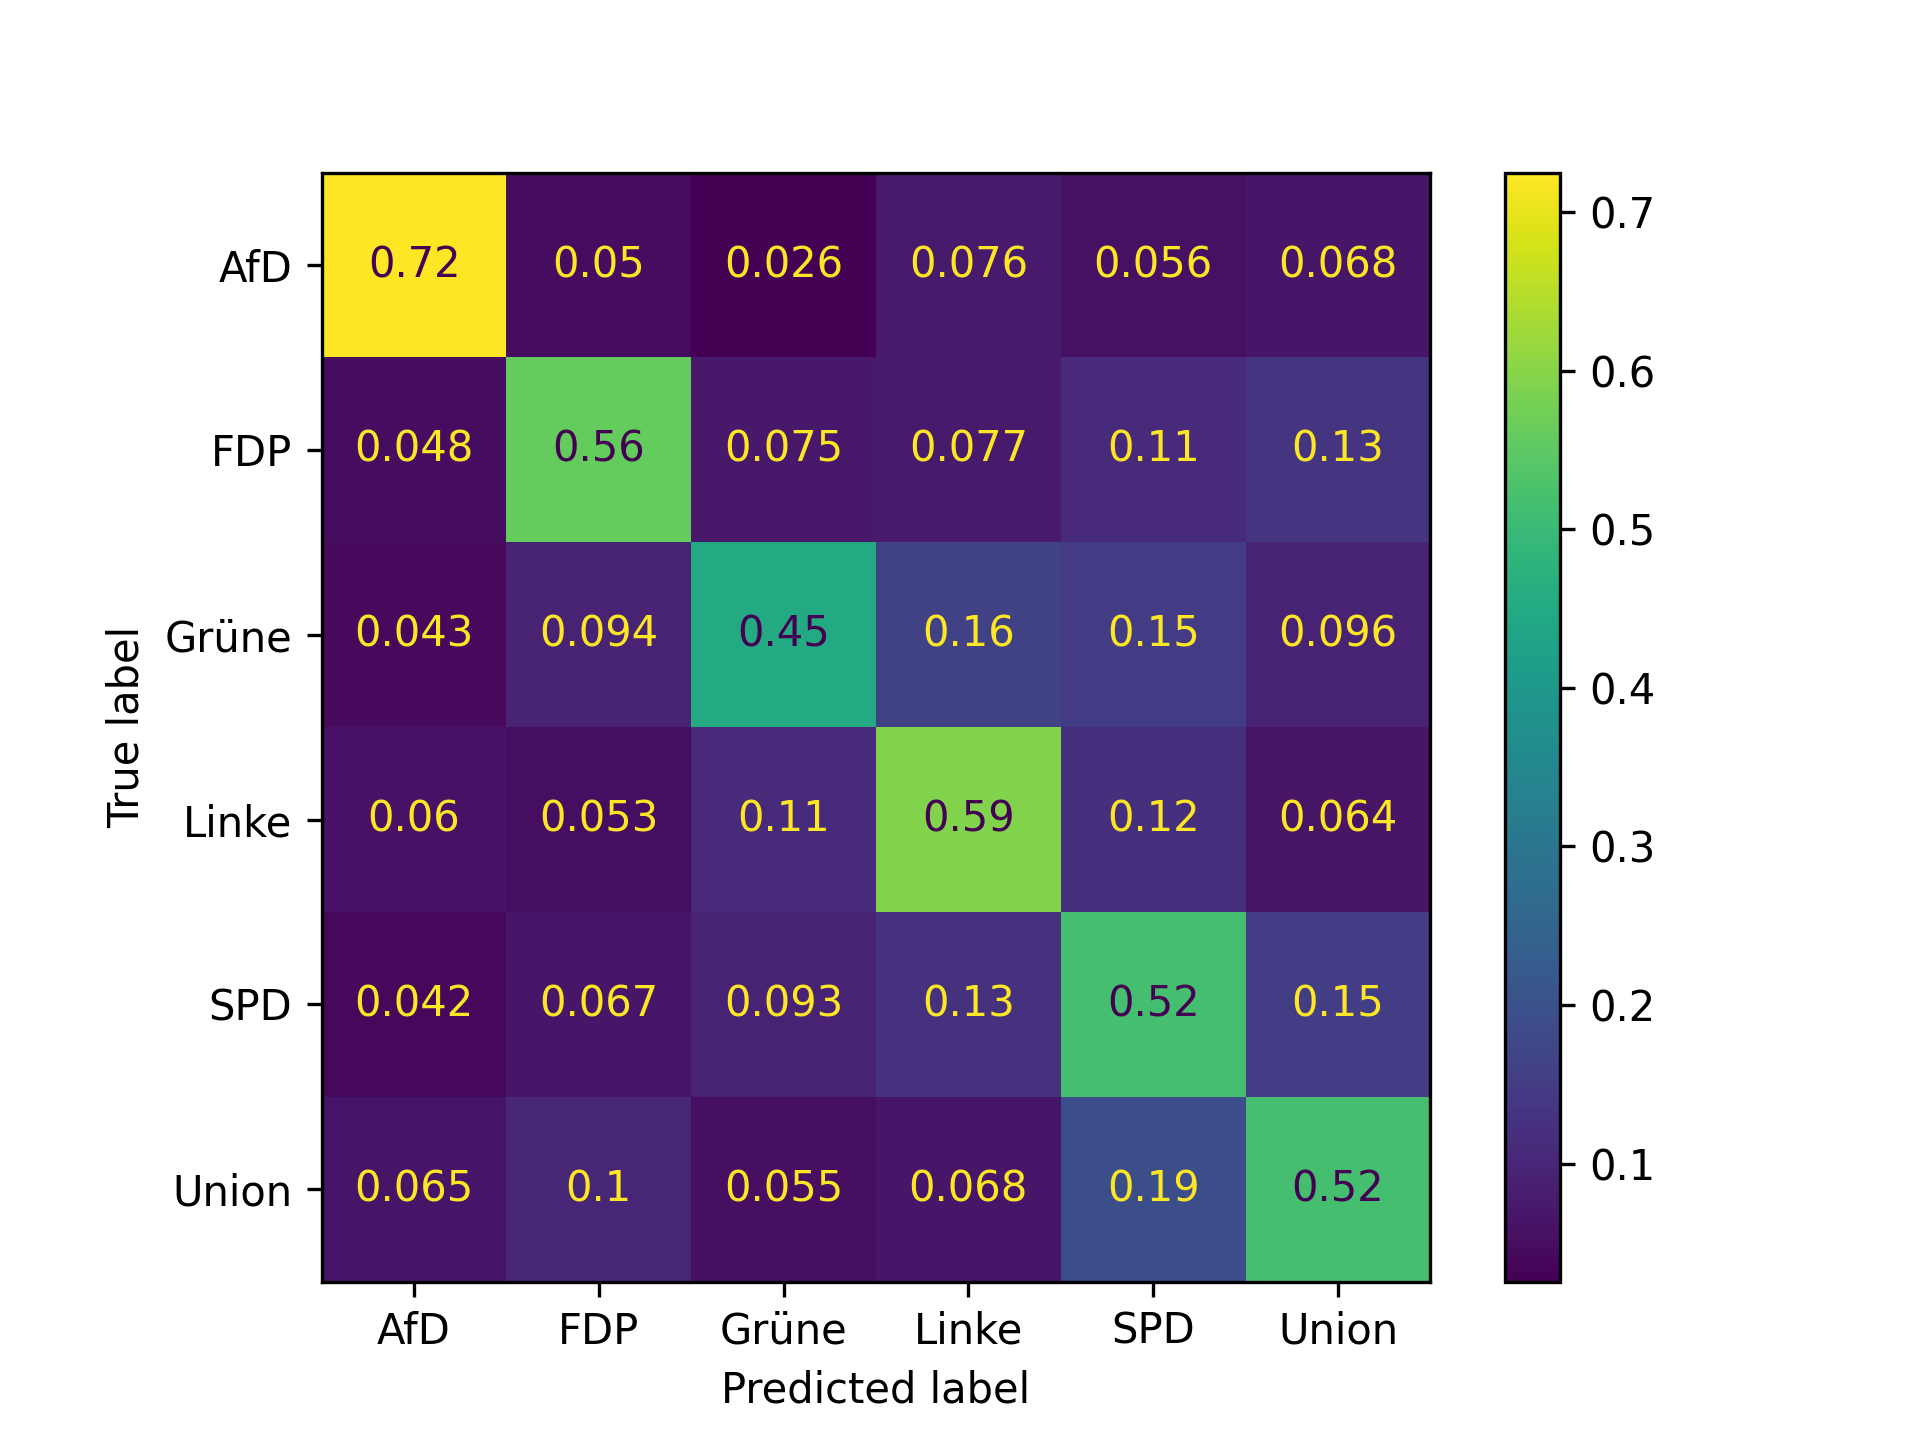 AfD 0.72 0.05 0.026 0.076 0.056 0.068
FDP 0.048 0.56 0.075 0.077 0.11 0.13
Grüne 0.043 0.094 0.45 0.16 0.15 0.096
Linke 0.06 0.053 0.11 0.59 0.12 0.064
SPD 0.042 0.067 0.093 0.13 0.52 0.15
Union 0.065 0.1 0.055 0.068 0.19 0.52
AfD FDP Grüne Linke SPD Union
Predicted label
True label
0.7
0.6
0.5
0.4
0.3
0.2
0.1